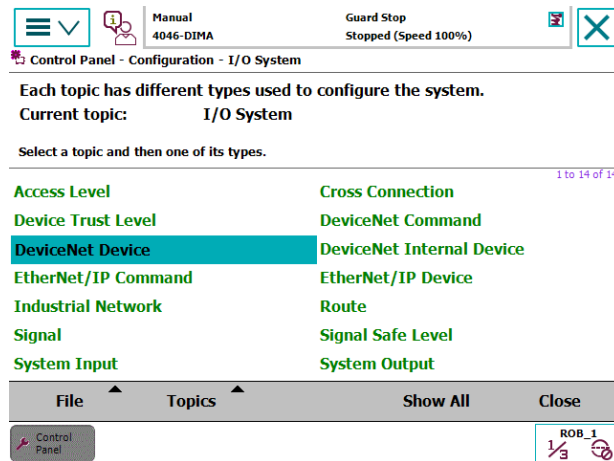 Manual
4046-DIMA
Guard Stop
Stopped (Speed 100%)
Control Panel - Configuration - I/O System
Each topic has different types used to configure the system.
Current topic: I/O System
Select a topic and then one of its types.
1 to 14 of 14
Access Level Cross Connection
Device Trust Level DeviceNet Command
DeviceNet Device DeviceNet Internal Device
EtherNet/IP Command EtherNet/IP Device
Industrial Network Route
Signal Signal Safe Level
System Input System Output
File Topics Show All Close
Control
Panel
ROB_1
1/3